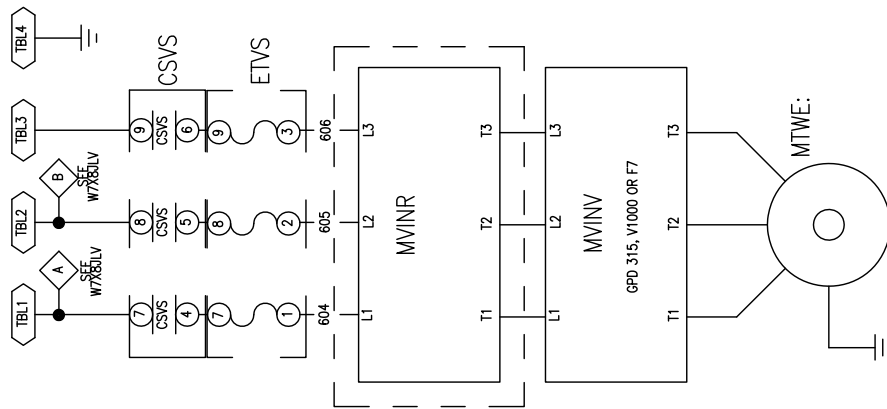 TBL1
TBL2
TBL3
TBL4
A
SEE
W7X8JLV
B
SEE
W7X8JLV
7
8
9
CSVS
CSVS
CSVS
CSVS
4
5
6
7
8
9
ETVS
1
2
3
604
605
606
L1
L2
L3
MVINR
T1
T2
T3
L1
L2
L3
MVINV
GPD 315, V1000 OR F7
T1
T2
T3
MTWE: